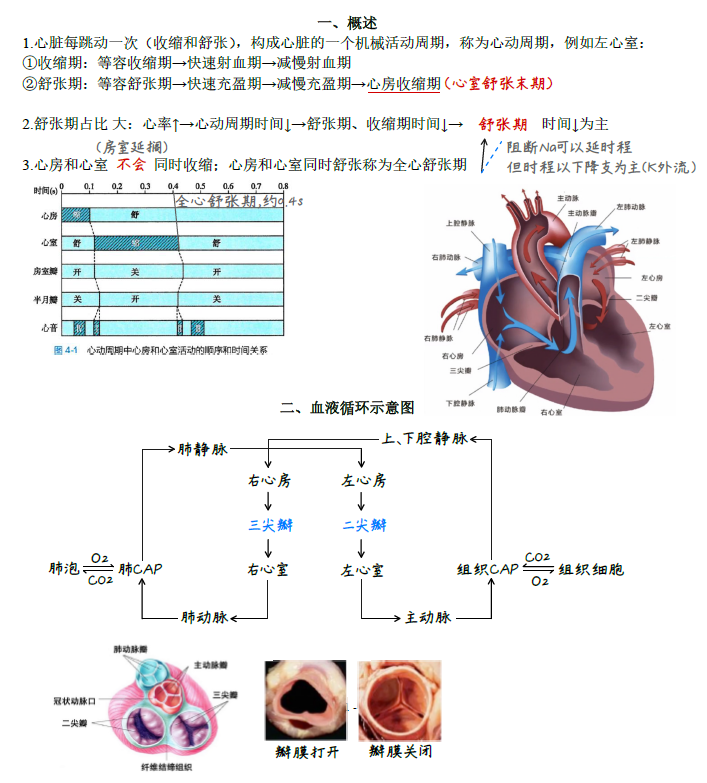 一、概述
1.心脏每跳动一次（收缩和舒张），构成心脏的一个机械活动周期，称为心动周期，例如左心室：
①收缩期：等容收缩期→快速射血期→减慢射血期
②舒张期：等容舒张期→快速充盈期→减慢充盈期→心房收缩期（心室舒张末期）
2.舒张期占比 大：心率↑→心动周期时间↓→舒张期、收缩期时间↓→ 舒张期 时间↓为主
（房室延搁）
阻断Na可以延时程
3.心房和心室 不会 同时收缩；心房和心室同时舒张称为全心舒张期
但时程以下降支为主(K外流)
时间(s) 0 0.1 0.2 0.3 0.4 0.5 0.6 0.7 0.8
全心舒张期,约0.4s
心房 舒
心室 舒 舒
房室瓣 开 关 开
半月瓣 关 开 关
心音
图 4-1 心动周期中心房和心室活动的顺序和时间关系
主动脉
主动脉瓣
左肺动脉
上腔静脉
左肺静脉
右肺动脉
左心房
二尖瓣
左心室
右肺静脉
右心房
三尖瓣
下腔静脉
肺动脉瓣
右心室
二、血液循环示意图
肺静脉
上、下腔静脉
右心房 左心房
三尖瓣 二尖瓣
肺泡 O2 CO2 肺CAP 右心室 左心室 组织CAP CO2 O2 组织细胞
肺动脉 主动脉
肺动脉瓣
主动脉瓣
冠状动脉口
三尖瓣
二尖瓣
纤维结缔组织
瓣膜打开 瓣膜关闭